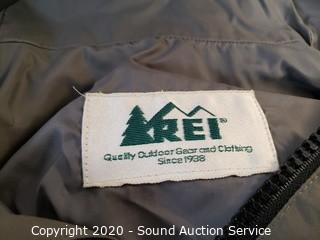 REI®
Quality Outdoor Gear and Clothing
Since 1938
Copyright 2020 - Sound Auction Service